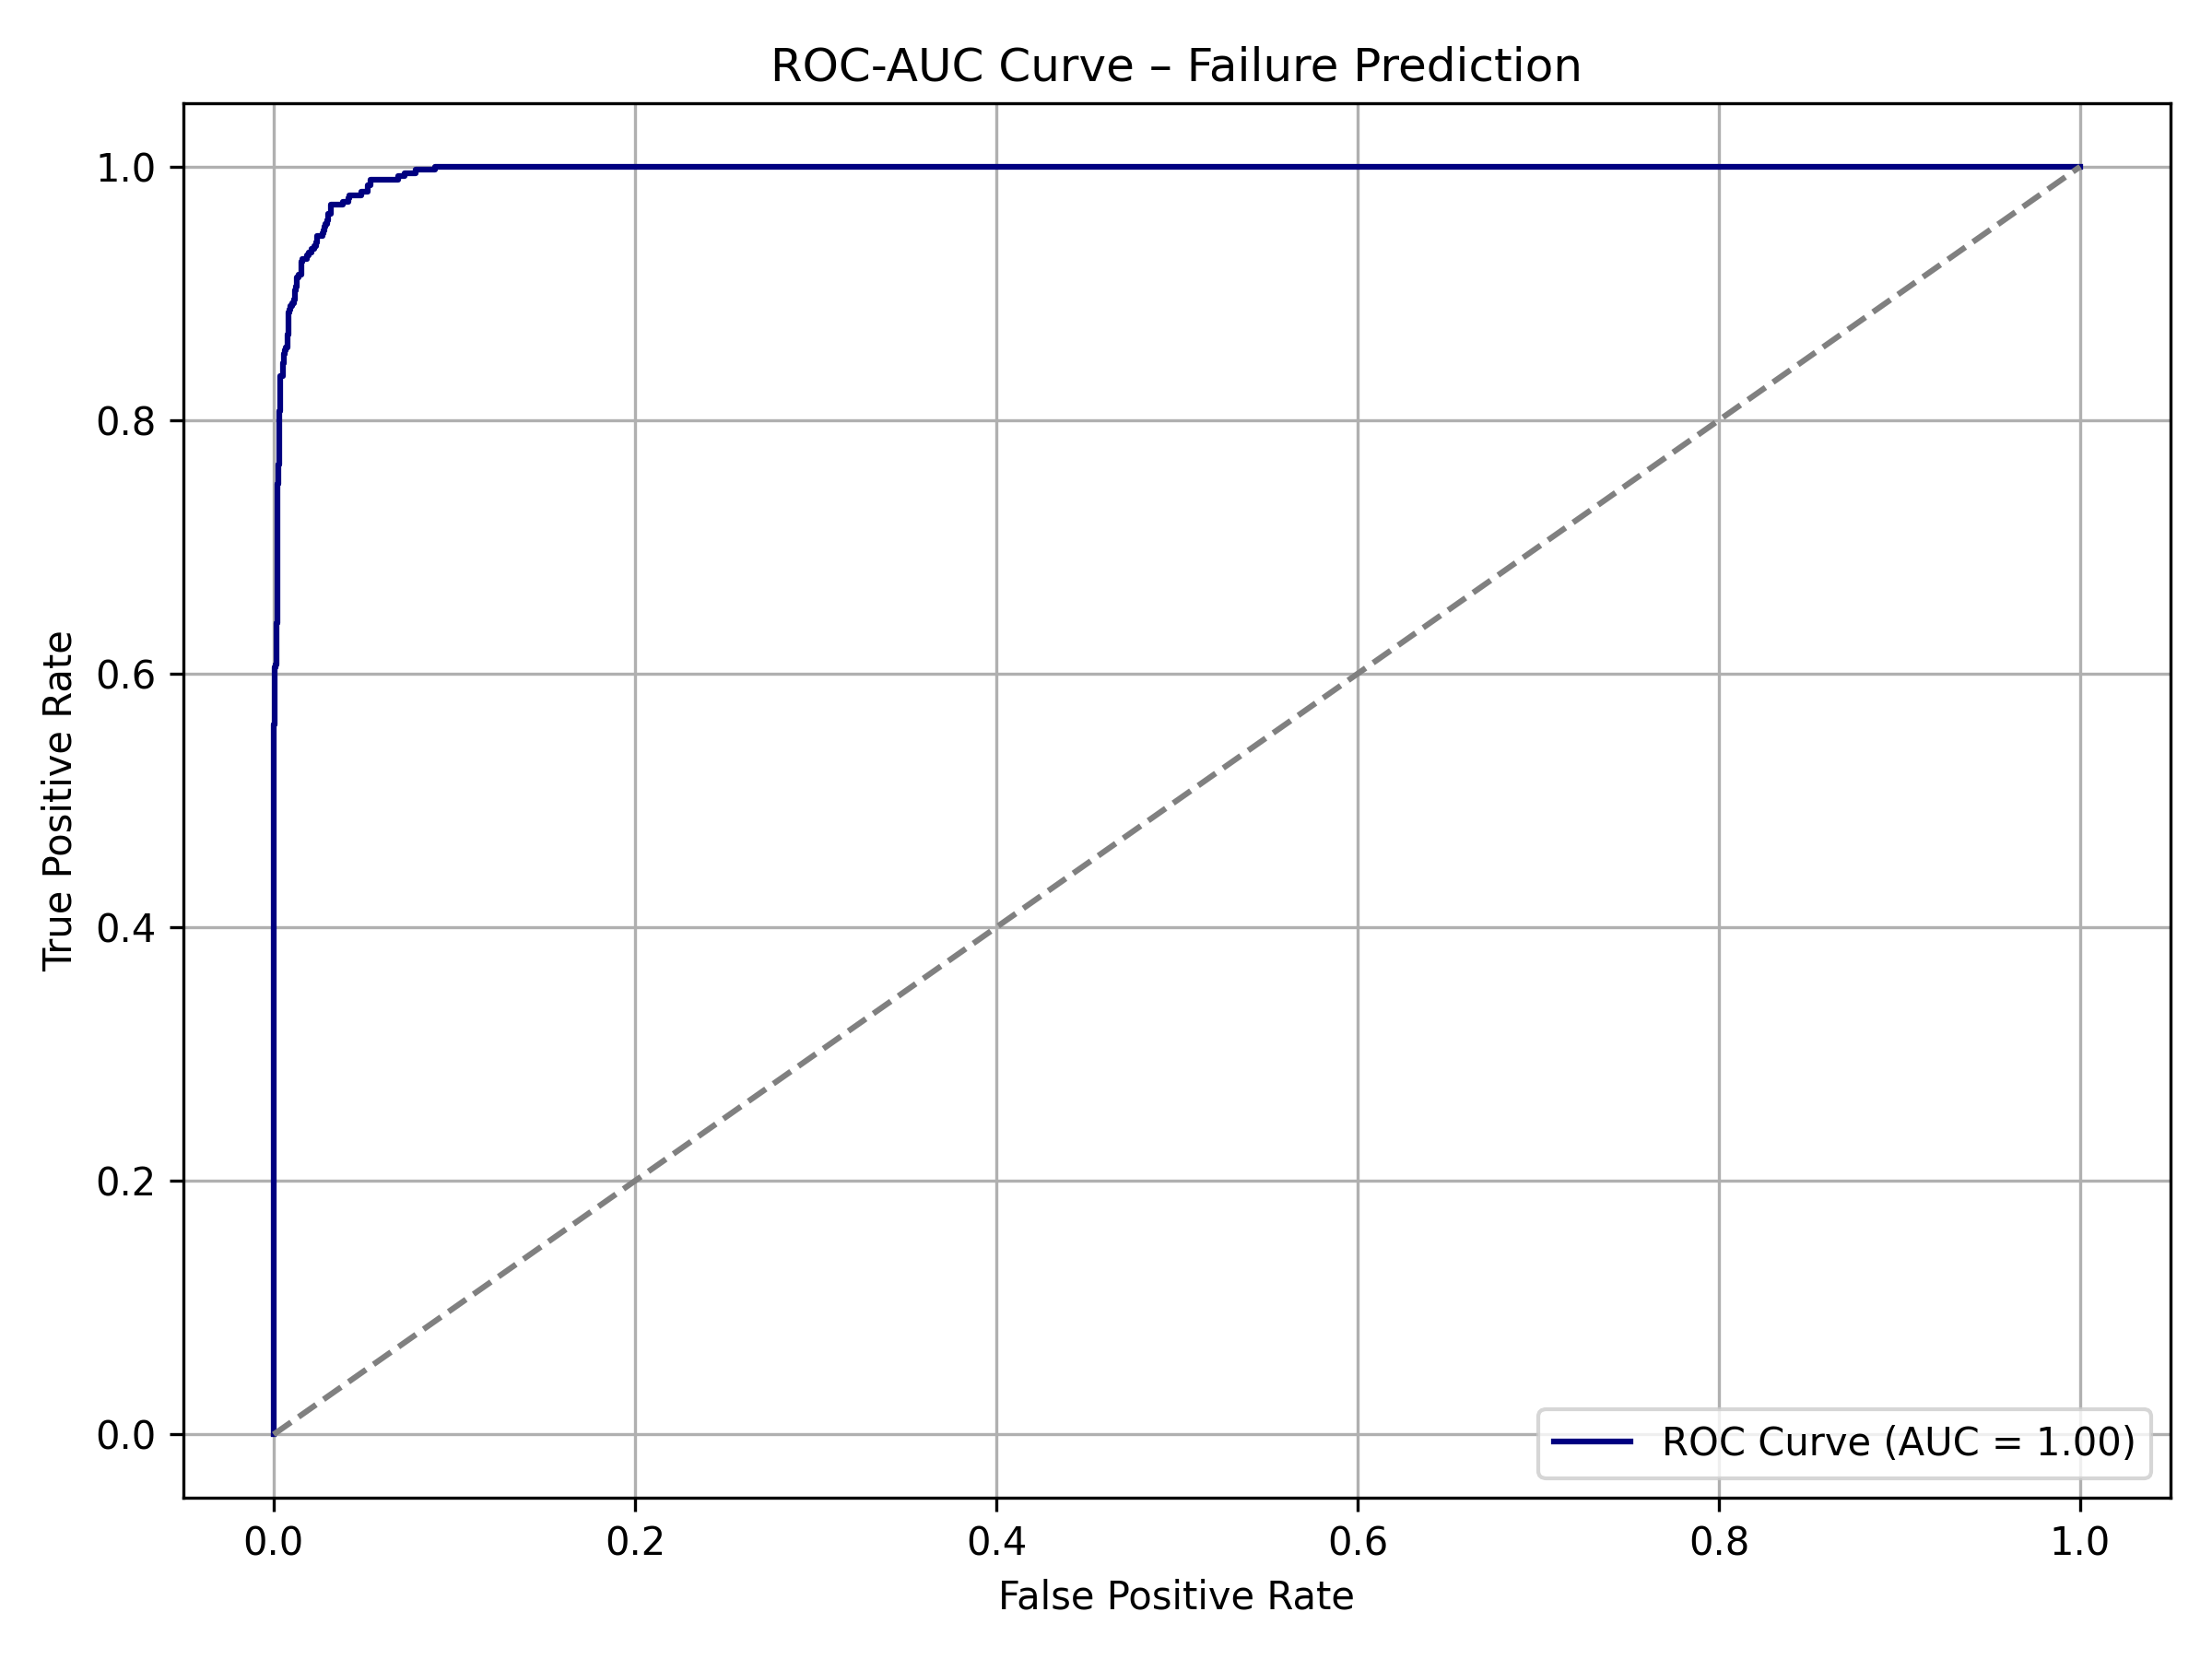 ROC-AUC Curve – Failure Prediction
1.0
0.8
0.6
0.4
0.2
0.0
True Positive Rate
ROC Curve (AUC = 1.00)
0.0 0.2 0.4 0.6 0.8 1.0
False Positive Rate